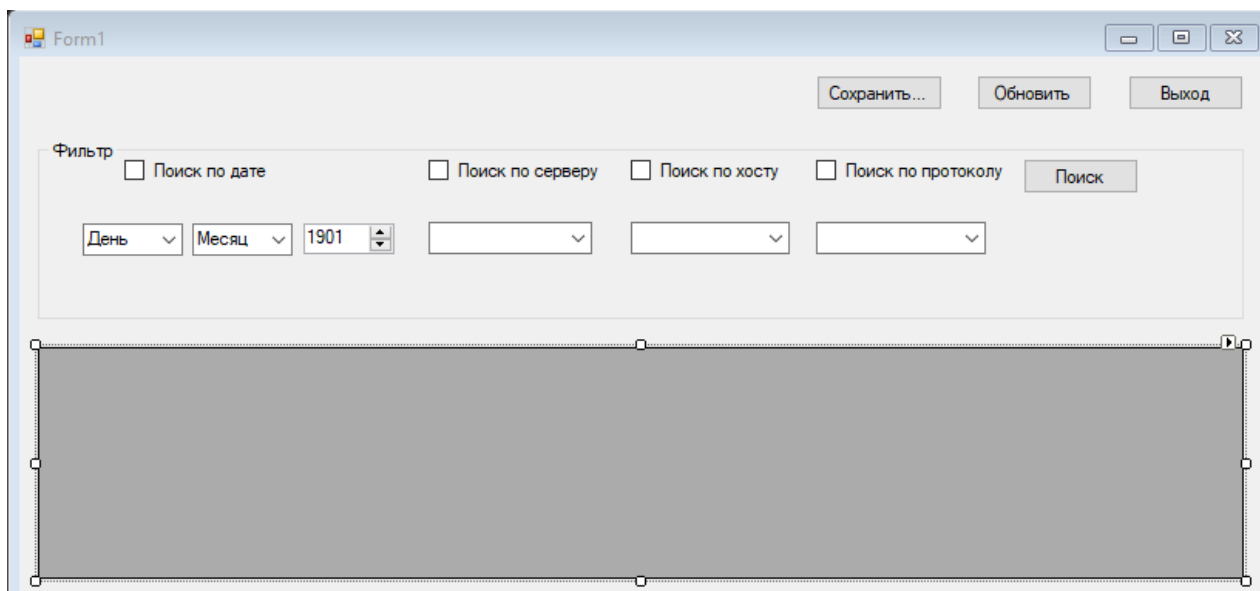 Form1
Сохранить... Обновить Выход
Фильтр
Поиск по дате Поиск по серверу Поиск по хосту Поиск по протоколу Поиск
День Месяц 1901